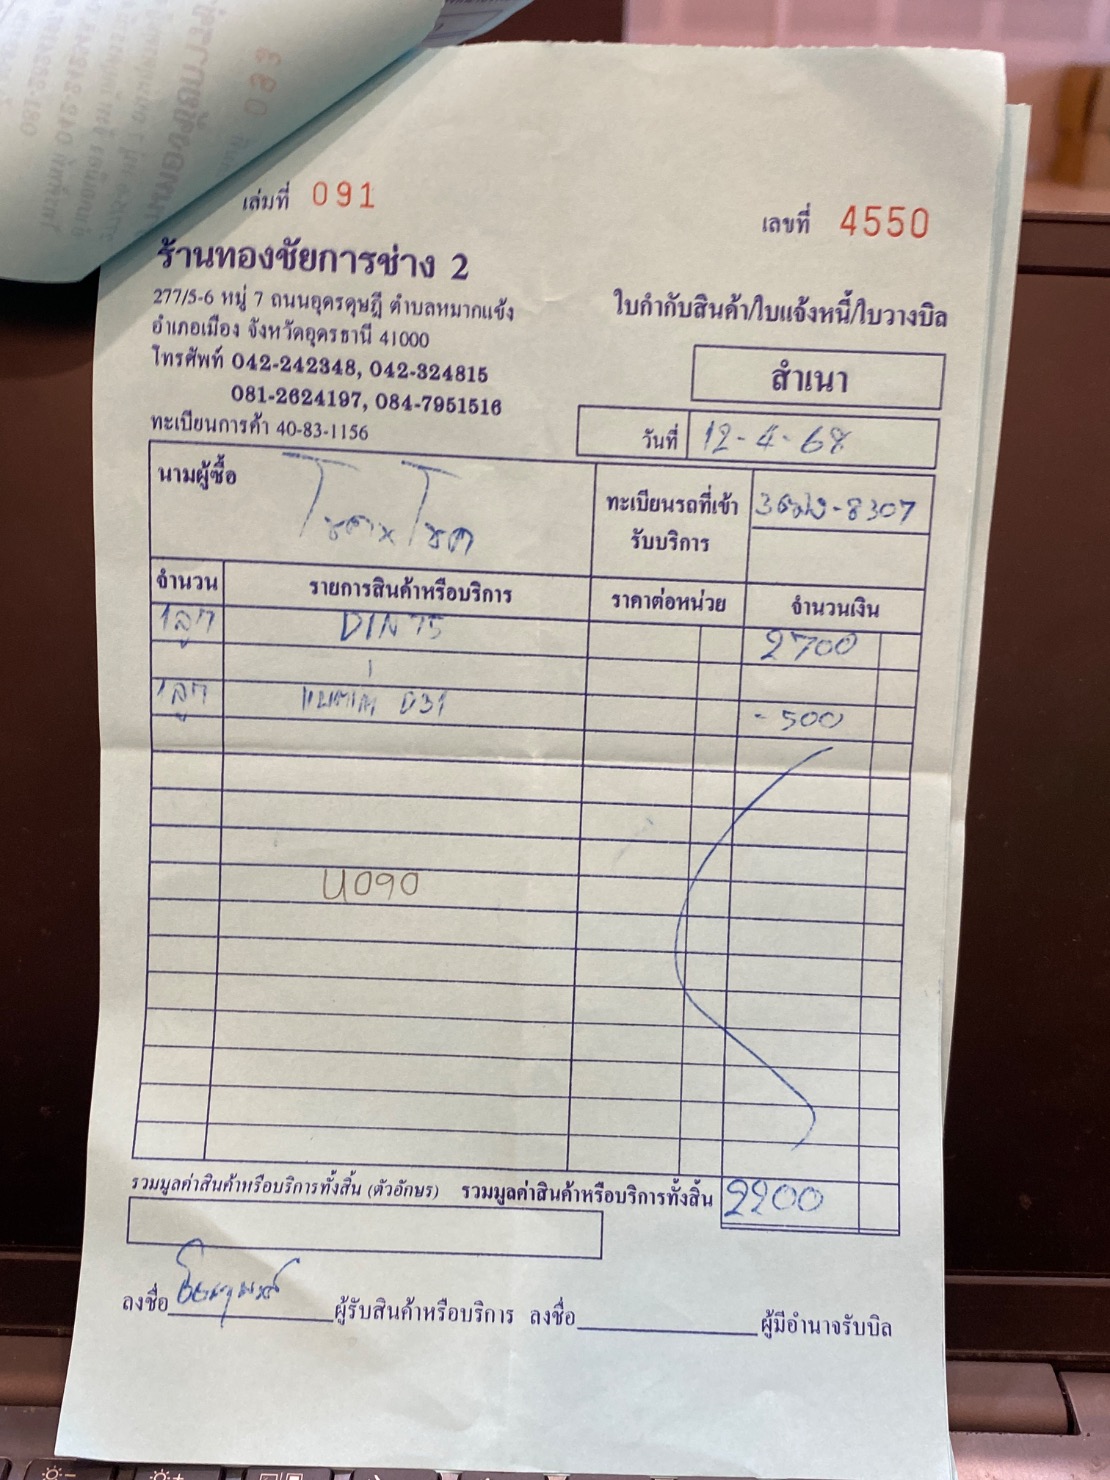 เล่มที่ 091
เลขที่ 4550
ร้านทองชัยการช่าง 2
277/5-6 หมู่ 7 ถนนอุดรดุษฎี ตำบลหมากแข้ง
อำเภอเมือง จังหวัดอุดรธานี 41000
โทรศัพท์ 042-242348, 042-324815
081-2624197, 084-7951516
ทะเบียนการค้า 40-83-1156
ใบกำกับสินค้า/ใบแจ้งหนี้/ใบวางบิล
สำเนา
วันที่ 12-4-68
นามผู้ซื้อ
ทะเบียนรถที่เข้ารับบริการ -8307
จำนวน รายการสินค้าหรือบริการ ราคาต่อหน่วย จำนวนเงิน
1ลูก DIN 75 2700
1ลูก D31 -500
U090
รวมมูลค่าสินค้าหรือบริการทั้งสิ้น (ตัวอักษร) รวมมูลค่าสินค้าหรือบริการทั้งสิ้น 2200
ลงชื่อ ผู้รับสินค้าหรือบริการ ลงชื่อ ผู้มีอำนาจรับบิล